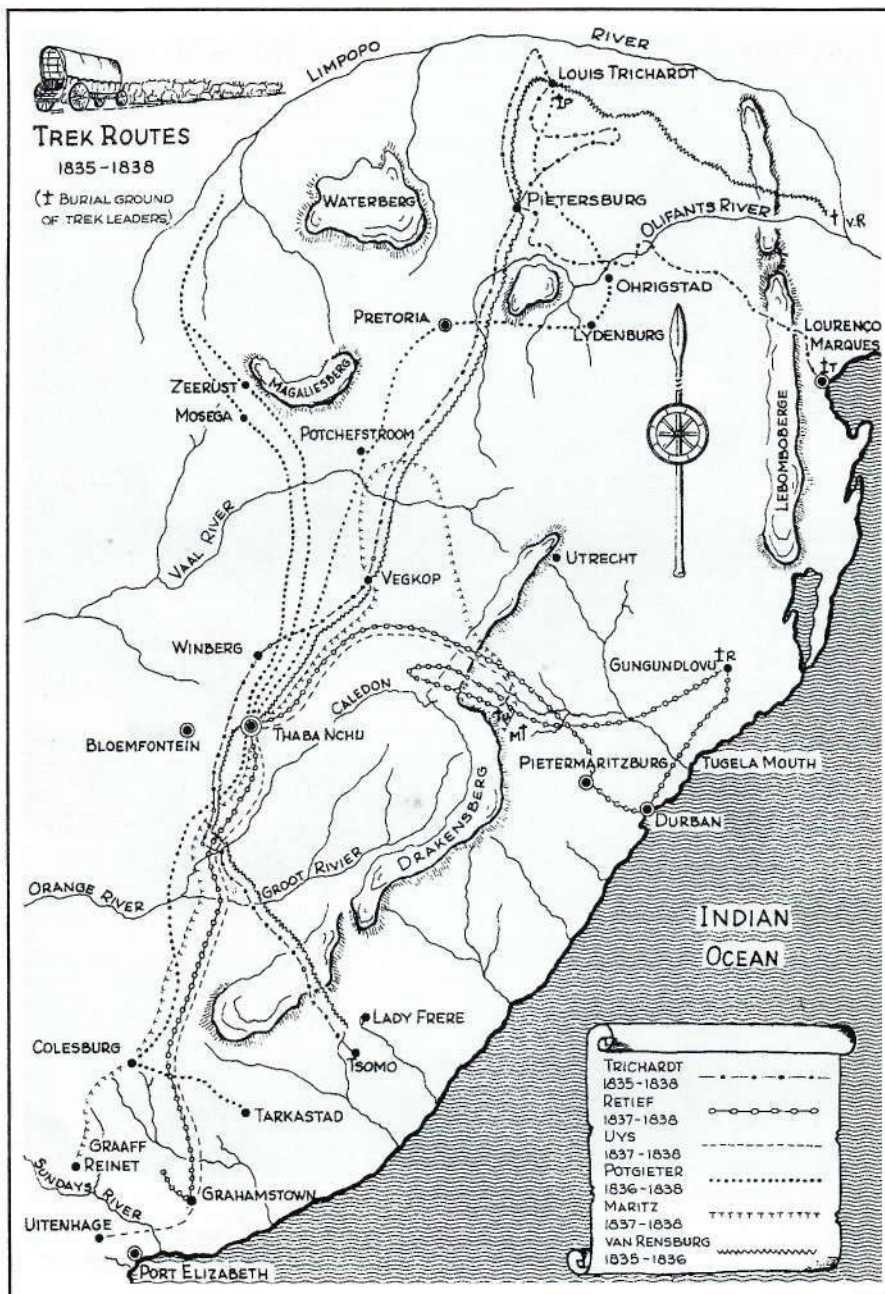 TREK ROUTES
1835-1838
(† BURIAL GROUND
OF TREK LEADERS)
LIMPOPO
RIVER
LOUIS TRICHARDT
†P
WATERBERG
PIETERSBURG
OLIFANTS RIVER
† v.R
OHRIGSTAD
PRETORIA
LYDENBURG
LOURENÇO
MARQUES
†T
ZEERUST
MAGALIESBERG
MOSEGA
POTCHEFSTROOM
LEBOMBOBERGE
VAAL RIVER
UTRECHT
VEGKOP
WINBERG
GUNGUNDLOVU
†R
CALEDON
THABA NCHU
BLOEMFONTEIN
†U
M†
PIETERMARITZBURG
TUGELA MOUTH
DURBAN
DRAKENSBERG
GROOT RIVIER
ORANGE RIVER
INDIAN
OCEAN
LADY FRERE
COLESBURG
TSOMO
TARKASTAD
GRAAFF
REINET
SUNDAYS RIVER
GRAHAMSTOWN
UITENHAGE
PORT ELIZABETH
TRICHARDT
1835-1838
RETIEF
1837-1838
UYS
1837-1838
POTGIETER
1836-1838
MARITZ
1837-1838
VAN RENSBURG
1835-1836